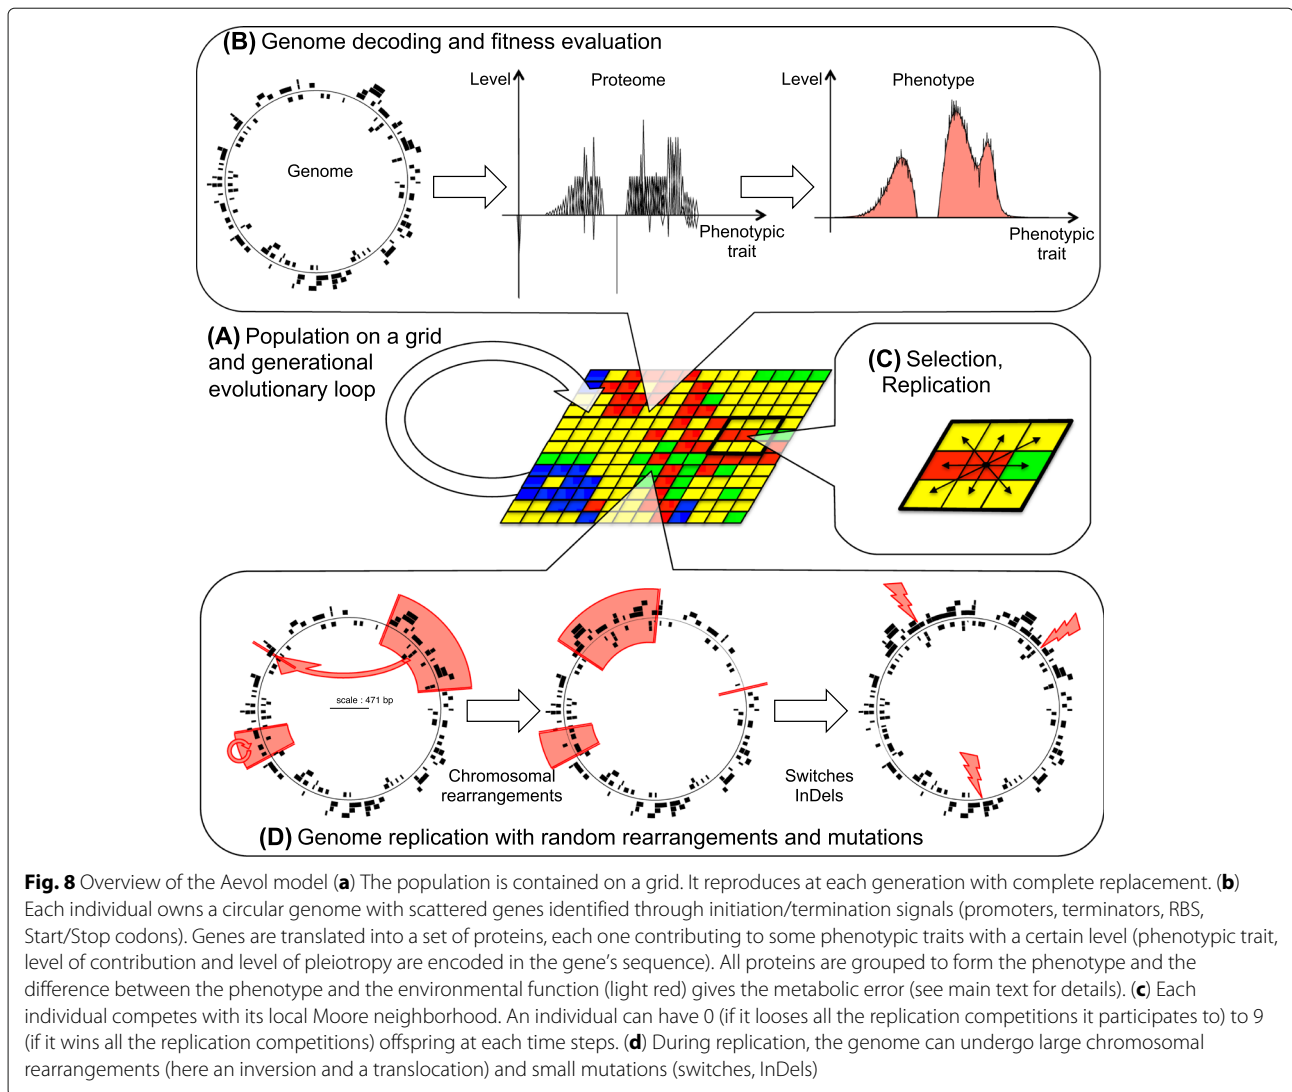 (B) Genome decoding and fitness evaluation
Level
Proteome
Level
Phenotype
Genome
Phenotypic
trait
Phenotypic
trait
(A) Population on a grid
and generational
evolutionary loop
(C) Selection,
Replication
scale : 471 bp
Chromosomal
rearrangements
Switches
InDels
(D) Genome replication with random rearrangements and mutations
Fig. 8 Overview of the Aevol model (a) The population is contained on a grid. It reproduces at each generation with complete replacement. (b)
Each individual owns a circular genome with scattered genes identified through initiation/termination signals (promoters, terminators, RBS,
Start/Stop codons). Genes are translated into a set of proteins, each one contributing to some phenotypic traits with a certain level (phenotypic trait,
level of contribution and level of pleiotropy are encoded in the gene's sequence). All proteins are grouped to form the phenotype and the
difference between the phenotype and the environmental function (light red) gives the metabolic error (see main text for details). (c) Each
individual competes with its local Moore neighborhood. An individual can have 0 (if it looses all the replication competitions it participates to) to 9
(if it wins all the replication competitions) offspring at each time steps. (d) During replication, the genome can undergo large chromosomal
rearrangements (here an inversion and a translocation) and small mutations (switches, InDels)